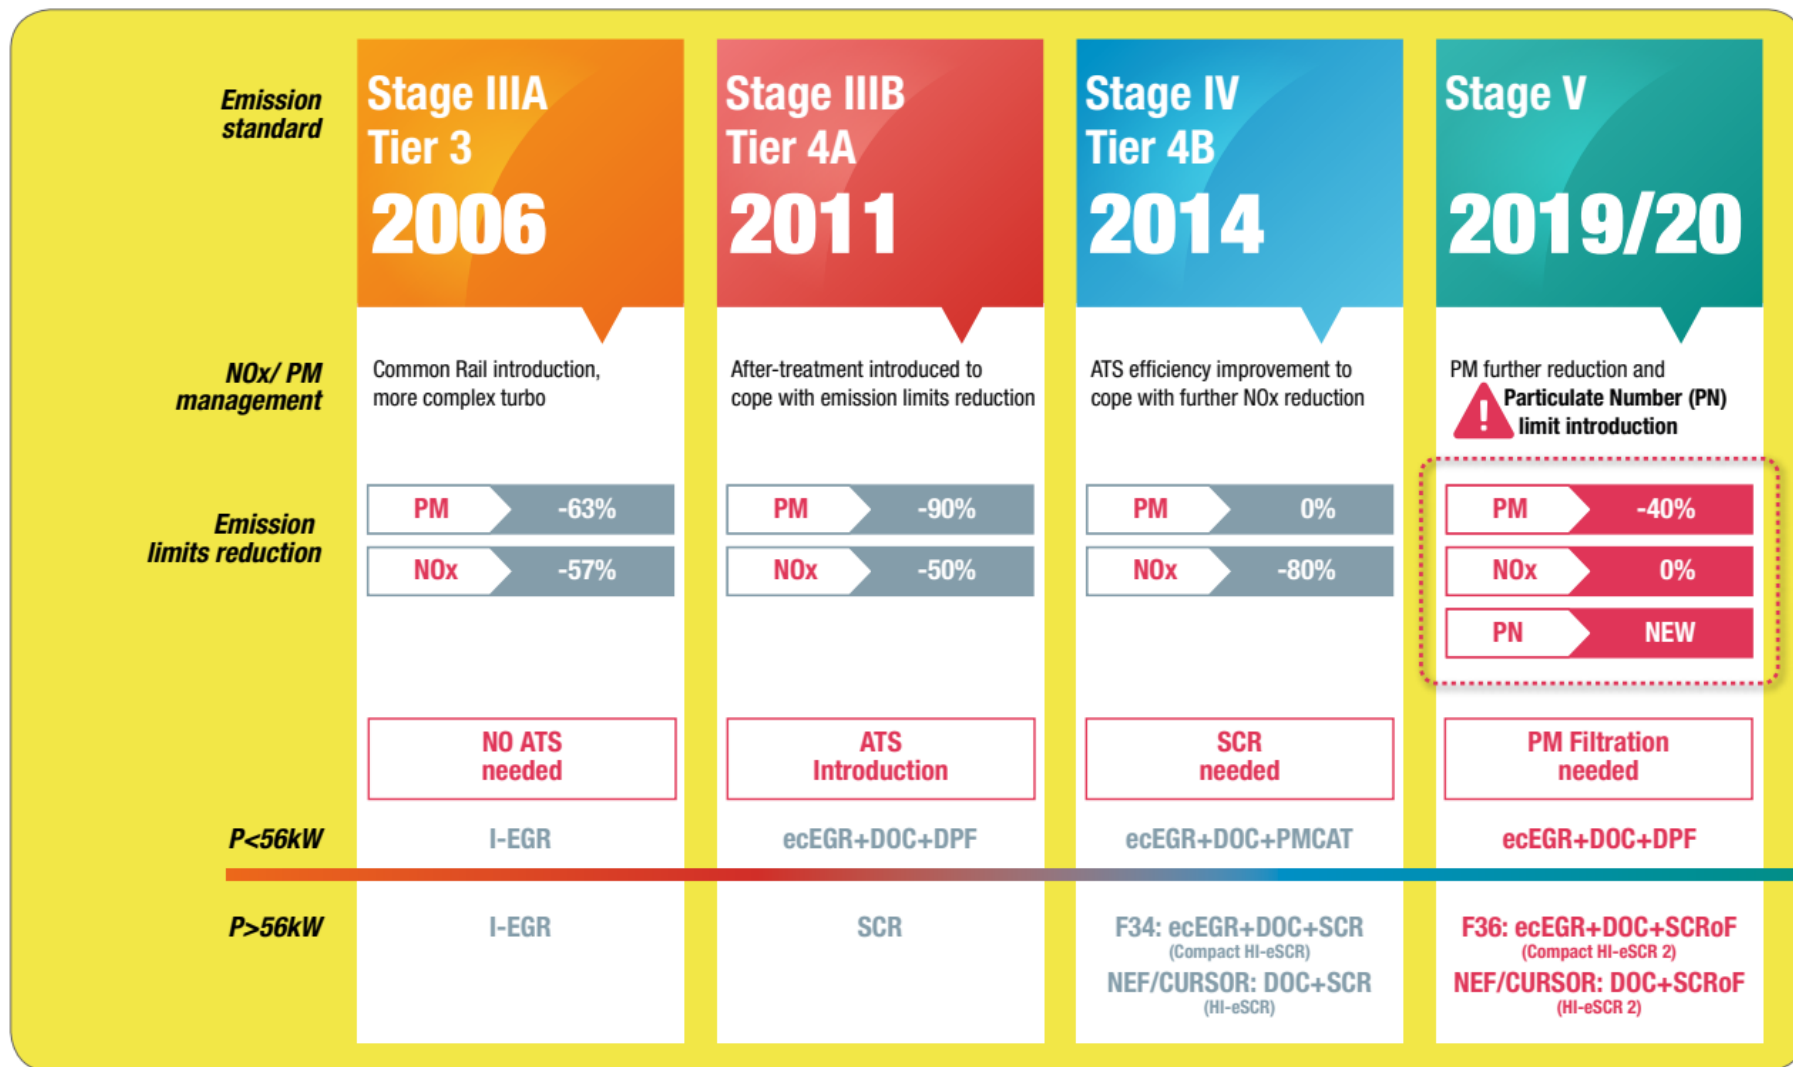 Emission
standard
Stage IIIA
Tier 3
2006
Stage IIIB
Tier 4A
2011
Stage IV
Tier 4B
2014
Stage V
2019/20
NOx/ PM
management
Common Rail introduction,
more complex turbo
After-treatment introduced to
cope with emission limits reduction
ATS efficiency improvement to
cope with further NOx reduction
PM further reduction and
! Particulate Number (PN)
limit introduction
Emission
limits reduction
PM -63%
NOx -57%
PM -90%
NOx -50%
PM 0%
NOx -80%
PM -40%
NOx 0%
PN NEW
NO ATS
needed
ATS
Introduction
SCR
needed
PM Filtration
needed
P<56kW
I-EGR
ecEGR+DOC+DPF
ecEGR+DOC+PMCAT
ecEGR+DOC+DPF
P>56kW
I-EGR
SCR
F34: ecEGR+DOC+SCR
(Compact HI-eSCR)
NEF/CURSOR: DOC+SCR
(HI-eSCR)
F36: ecEGR+DOC+SCRoF
(Compact HI-eSCR 2)
NEF/CURSOR: DOC+SCRoF
(HI-eSCR 2)